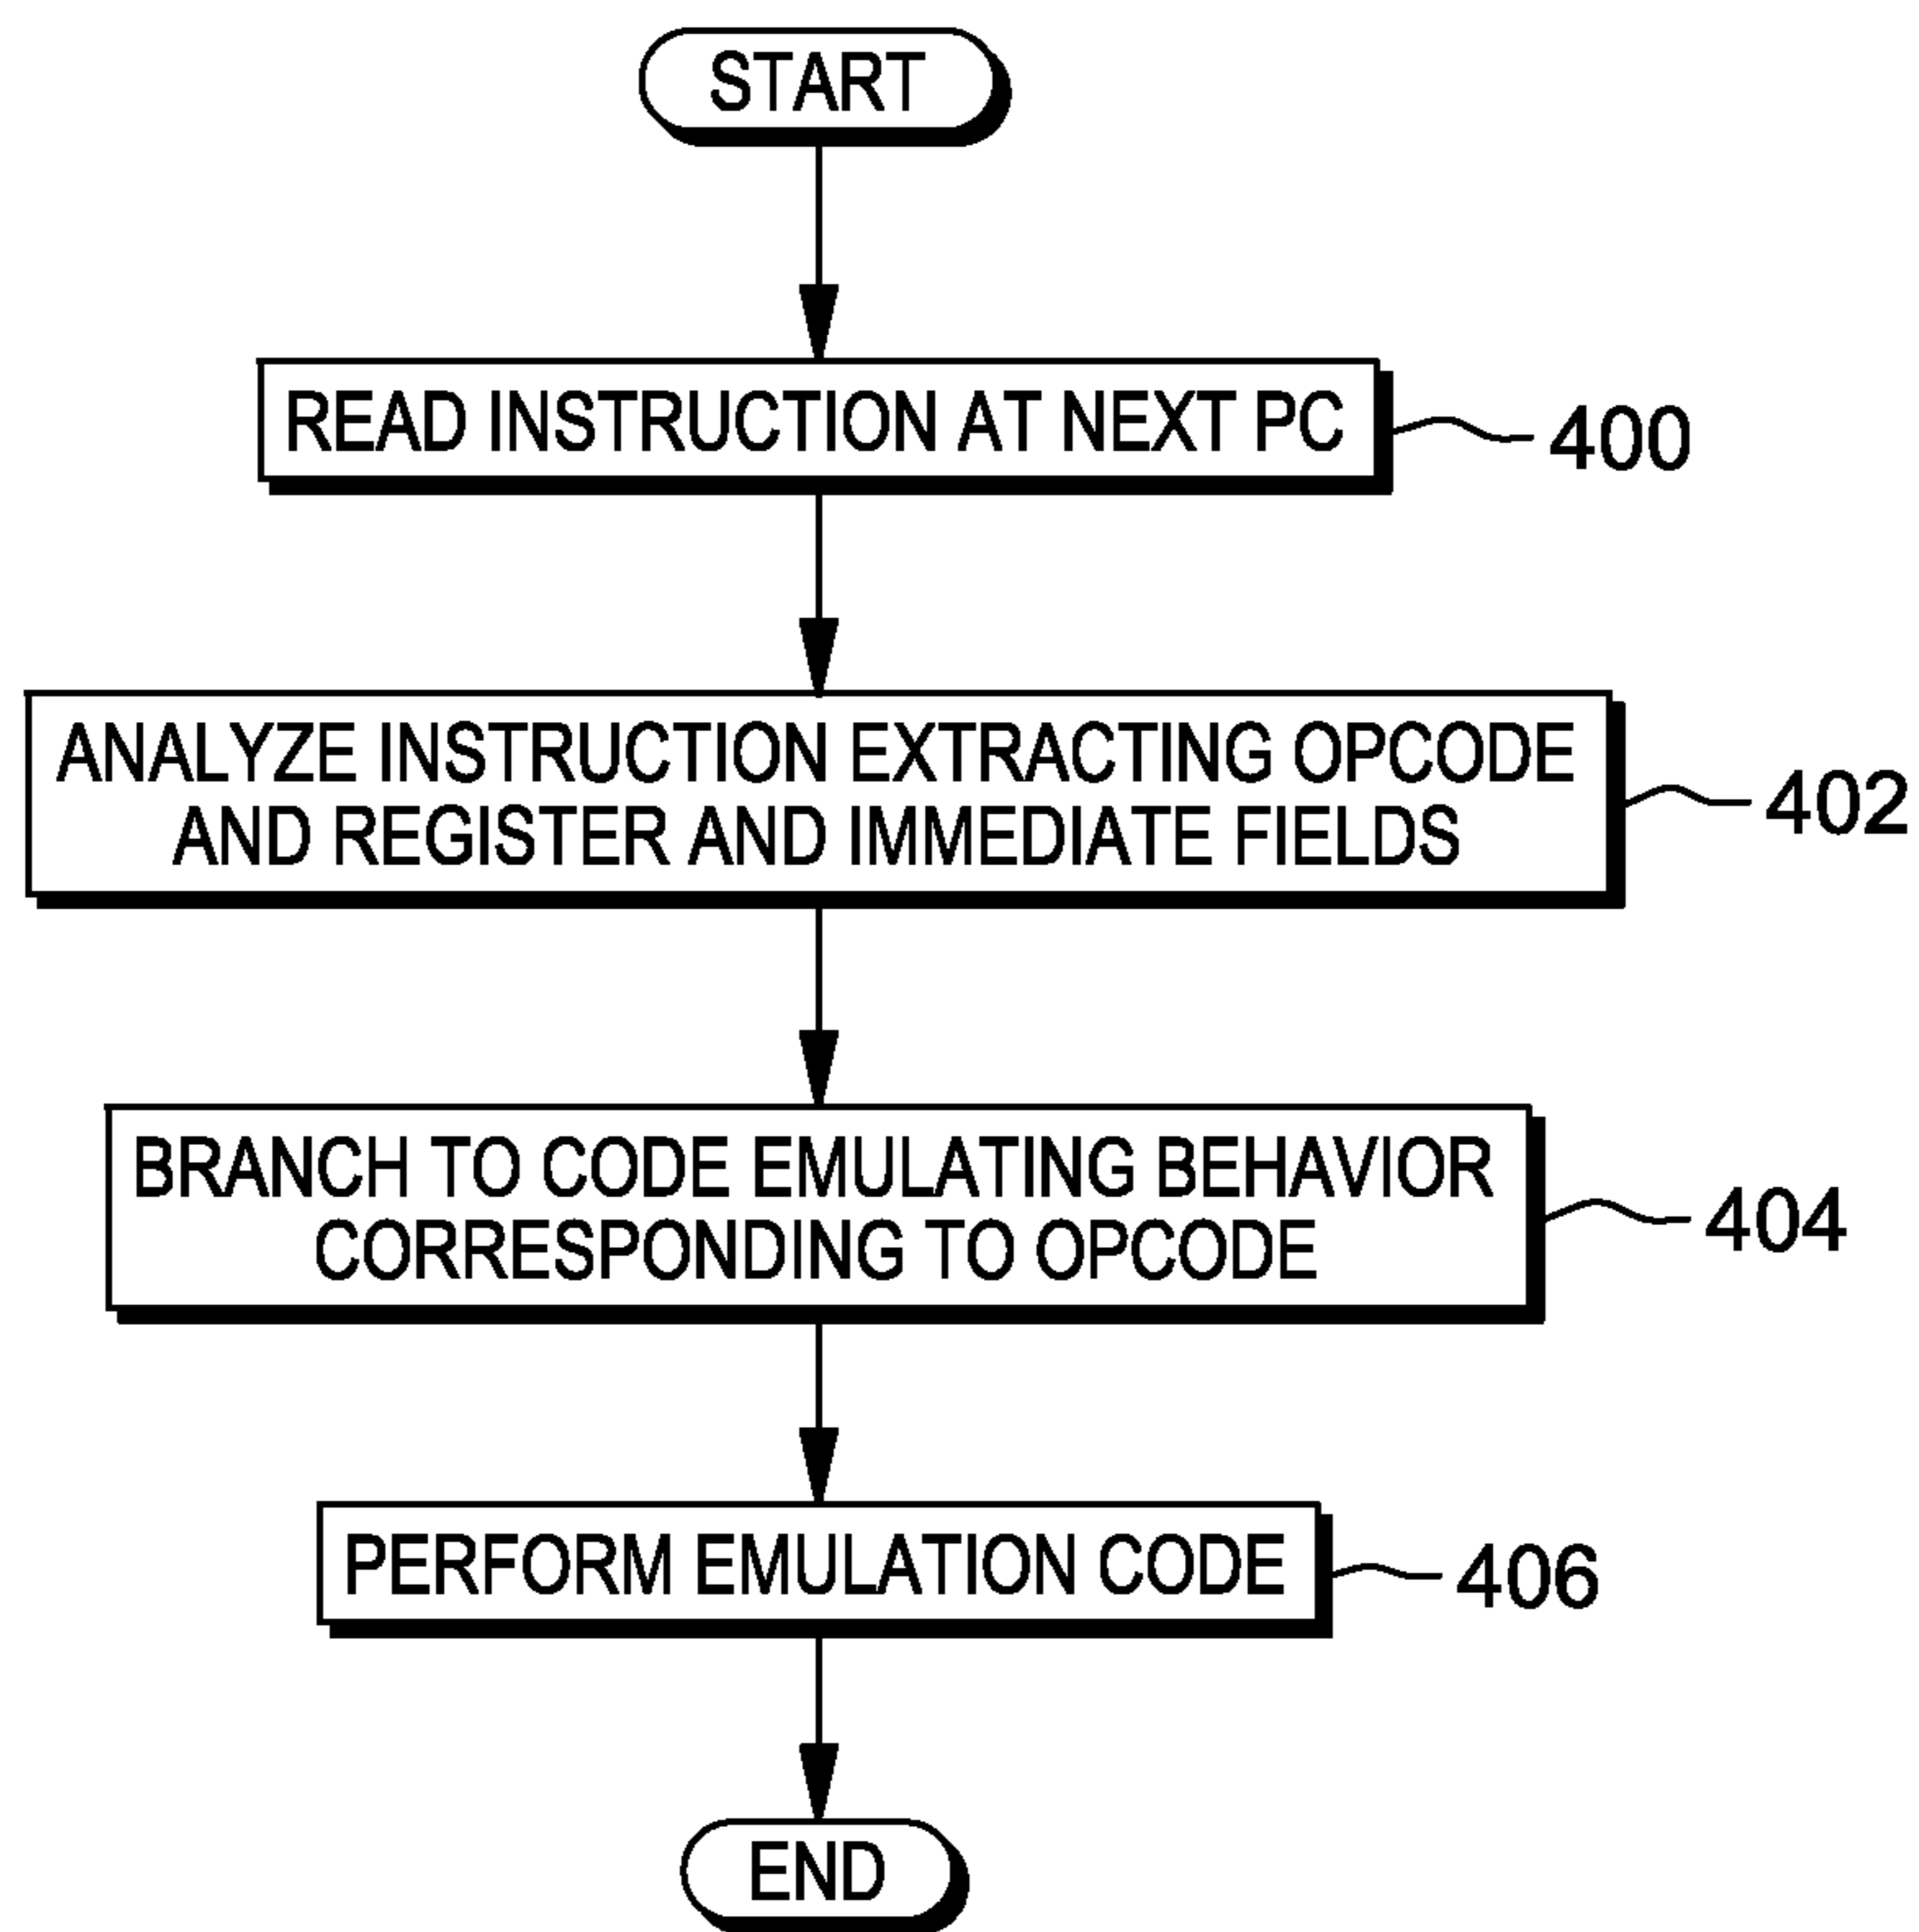 START
READ INSTRUCTION AT NEXT PC
400
ANALYZE INSTRUCTION EXTRACTING OPCODE
AND REGISTER AND IMMEDIATE FIELDS
402
BRANCH TO CODE EMULATING BEHAVIOR
CORRESPONDING TO OPCODE
404
PERFORM EMULATION CODE
406
END